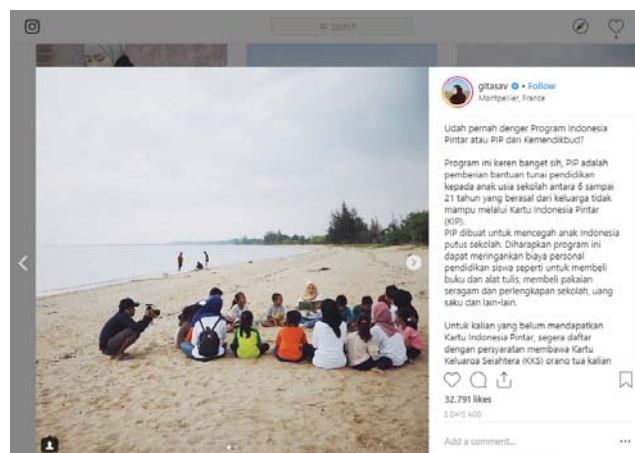 Search
gitasav • Follow
Montpellier, France
Udah pernah denger Program Indonesia
Pintar atau PIP dari Kemendikbud?
Program ini keren banget sih, PIP adalah
pemberian bantuan tunai pendidikan
kepada anak usia sekolah antara 6 sampai
21 tahun yang berasal dari keluarga tidak
mampu melalui Kartu Indonesia Pintar
(KIP).
PIP dibuat untuk mencegah anak Indonesia
putus sekolah. Diharapkan program ini
dapat meringankan biaya personal
pendidikan siswa seperti untuk membeli
buku dan alat tulis, membeli pakaian
seragam dan perlengkapan sekolah, uang
saku dan lain-lain.
Untuk kalian yang belum mendapatkan
Kartu Indonesia Pintar, segera daftar
dengan persyaratan membawa Kartu
Keluarga Sejahtera (KKS) orang tua kalian
32.791 likes
3 DAYS AGO
Add a comment...